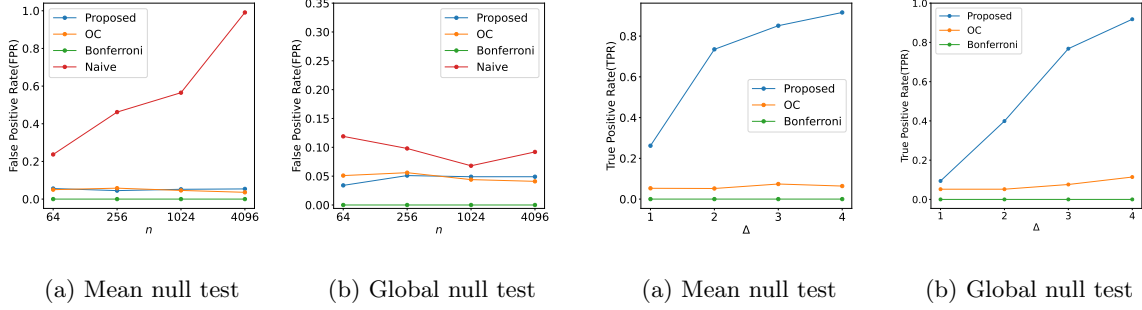 False Positive Rate(FPR)
1.0
0.8
0.6
0.4
0.2
0.0
Proposed
OC
Bonferroni
Naive
64
256
1024
4096
n
(a) Mean null test
False Positive Rate(FPR)
0.35
0.30
0.25
0.20
0.15
0.10
0.05
0.00
Proposed
OC
Bonferroni
Naive
64
256
1024
4096
n
(b) Global null test
True Positive Rate(TPR)
0.8
0.6
0.4
0.2
0.0
Proposed
OC
Bonferroni
1
2
3
4
Δ
(a) Mean null test
True Positive Rate(TPR)
1.0
0.8
0.6
0.4
0.2
0.0
Proposed
OC
Bonferroni
1
2
3
4
Δ
(b) Global null test